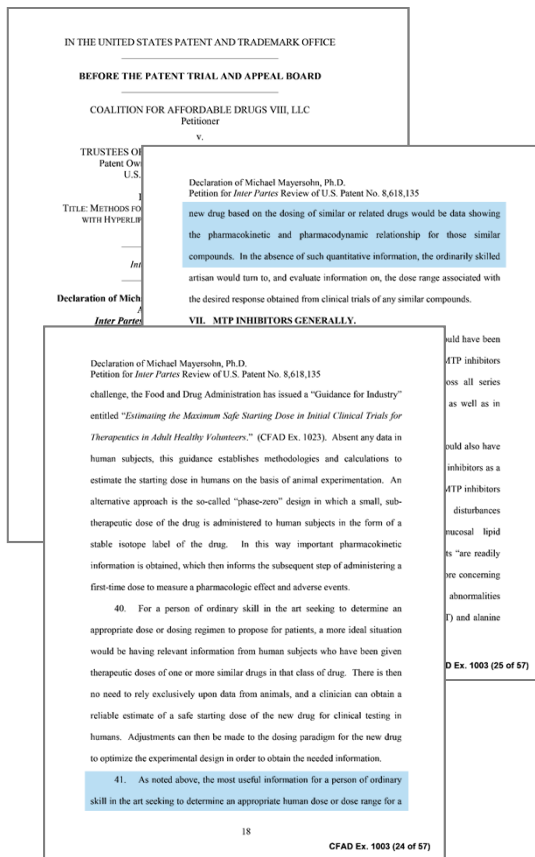 IN THE UNITED STATES PATENT AND TRADEMARK OFFICE
BEFORE THE PATENT TRIAL AND APPEAL BOARD
COALITION FOR AFFORDABLE DRUGS VIII, LLC
Petitioner
v.
TRUSTEES OF
Patent Own
U.S.
TITLE: METHODS FO
WITH HYPERLIP
Int
Declaration of Mich
Inter Partes
Declaration of Michael Mayersohn, Ph.D.
Petition for Inter Partes Review of U.S. Patent No. 8,618,135
new drug based on the dosing of similar or related drugs would be data showing
the pharmacokinetic and pharmacodynamic relationship for those similar
compounds. In the absence of such quantitative information, the ordinarily skilled
artisan would turn to, and evaluate information on, the dose range associated with
the desired response obtained from clinical trials of any similar compounds.
VII. MTP INHIBITORS GENERALLY.
uld have been
MTP inhibitors
oss all series
as well as in
ould also have
inhibitors as a
MTP inhibitors
disturbances
mucosal lipid
ts “are readily
ore concerning
abnormalities
T) and alanine
D Ex. 1003 (25 of 57)
Declaration of Michael Mayersohn, Ph.D.
Petition for Inter Partes Review of U.S. Patent No. 8,618,135
challenge, the Food and Drug Administration has issued a “Guidance for Industry”
entitled “Estimating the Maximum Safe Starting Dose in Initial Clinical Trials for
Therapeutics in Adult Healthy Volunteers.” (CFAD Ex. 1023). Absent any data in
human subjects, this guidance establishes methodologies and calculations to
estimate the starting dose in humans on the basis of animal experimentation. An
alternative approach is the so-called “phase-zero” design in which a small, sub-
therapeutic dose of the drug is administered to human subjects in the form of a
stable isotope label of the drug. In this way important pharmacokinetic
information is obtained, which then informs the subsequent step of administering a
first-time dose to measure a pharmacologic effect and adverse events.
40. For a person of ordinary skill in the art seeking to determine an
appropriate dose or dosing regimen to propose for patients, a more ideal situation
would be having relevant information from human subjects who have been given
therapeutic doses of one or more similar drugs in that class of drug. There is then
no need to rely exclusively upon data from animals, and a clinician can obtain a
reliable estimate of a safe starting dose of the new drug for clinical testing in
humans. Adjustments can then be made to the dosing paradigm for the new drug
to optimize the experimental design in order to obtain the needed information.
41. As noted above, the most useful information for a person of ordinary
skill in the art seeking to determine an appropriate human dose or dose range for a
18
CFAD Ex. 1003 (24 of 57)